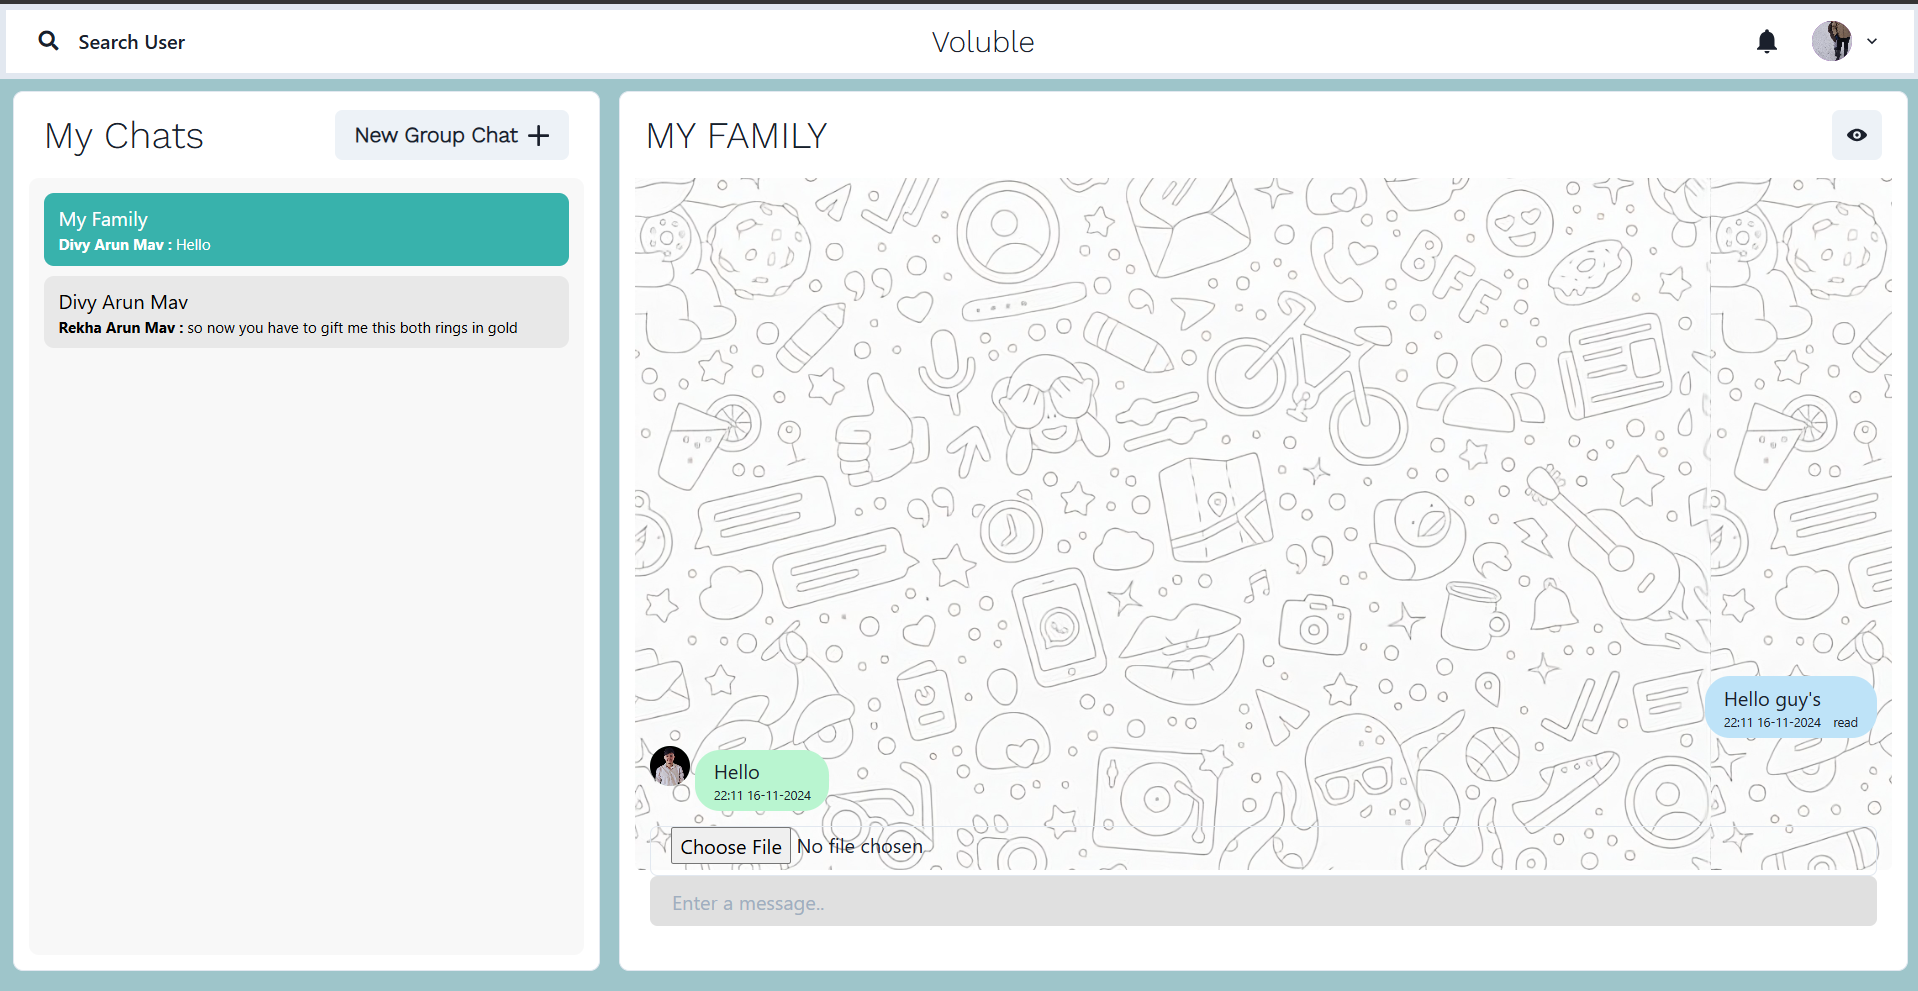 Search User
Voluble
My Chats
New Group Chat
My Family
Divy Arun Mav : Hello
Divy Arun Mav
Rekha Arun Mav : so now you have to gift me this both rings in gold
MY FAMILY
BFF
Hello guy's
22:11 16-11-2024 read
Hello
22:11 16-11-2024
Choose File No file chosen
Enter a message..